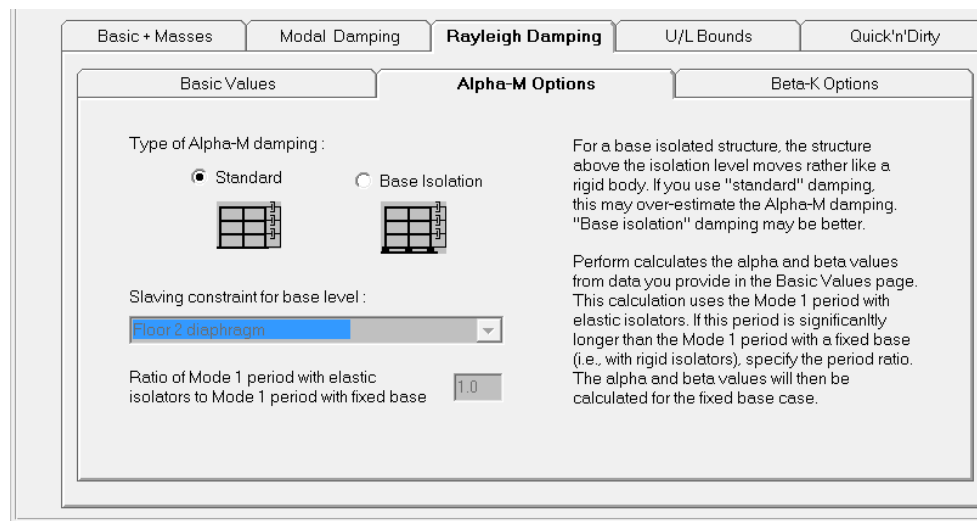 Basic + Masses
Modal Damping
Rayleigh Damping
U/L Bounds
Quick'n'Dirty
Basic Values
Alpha-M Options
Beta-K Options
Type of Alpha-M damping :
Standard
Base Isolation
Slaving constraint for base level :
Floor 2 diaphragm
Ratio of Mode 1 period with elastic
isolators to Mode 1 period with fixed base
1.0
For a base isolated structure, the structure
above the isolation level moves rather like a
rigid body. If you use "standard" damping,
this may over-estimate the Alpha-M damping.
"Base isolation" damping may be better.
Perform calculates the alpha and beta values
from data you provide in the Basic Values page.
This calculation uses the Mode 1 period with
elastic isolators. If this period is significanltly
longer than the Mode 1 period with a fixed base
(i.e., with rigid isolators), specify the period ratio.
The alpha and beta values will then be
calculated for the fixed base case.